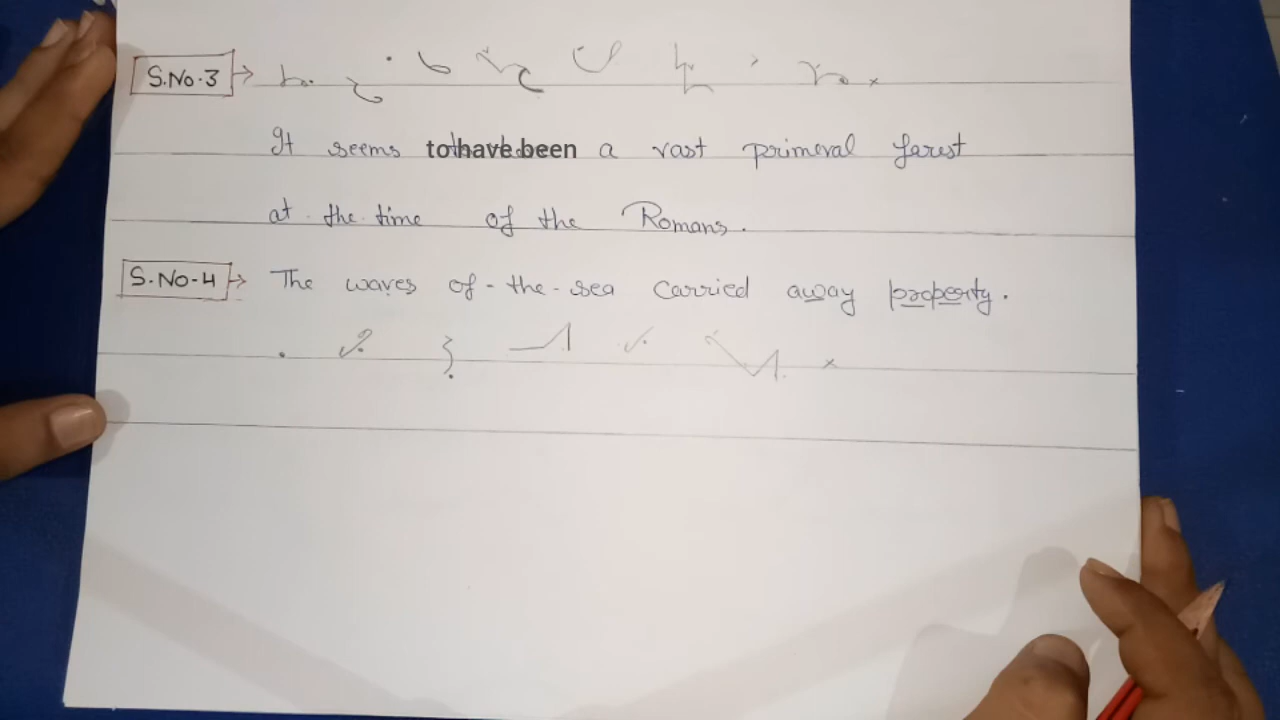 S.No-3
It seems to have been a vast primeval forest
at the time of the Romans.
S.No-4 The waves of-the-sea carried away property.